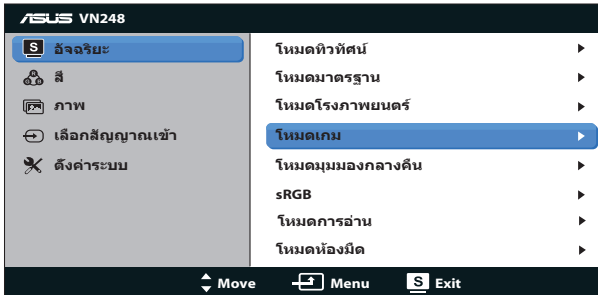 ASUS VN248
S อัจฉริยะ
สี
ภาพ
เลือกสัญญาณเข้า
ตั้งค่าระบบ
โหมดทิวทัศน์
โหมดมาตรฐาน
โหมดโรงภาพยนตร์
โหมดเกม
โหมดมุมมองกลางคืน
sRGB
โหมดการอ่าน
โหมดห้องมืด
Move Menu S Exit